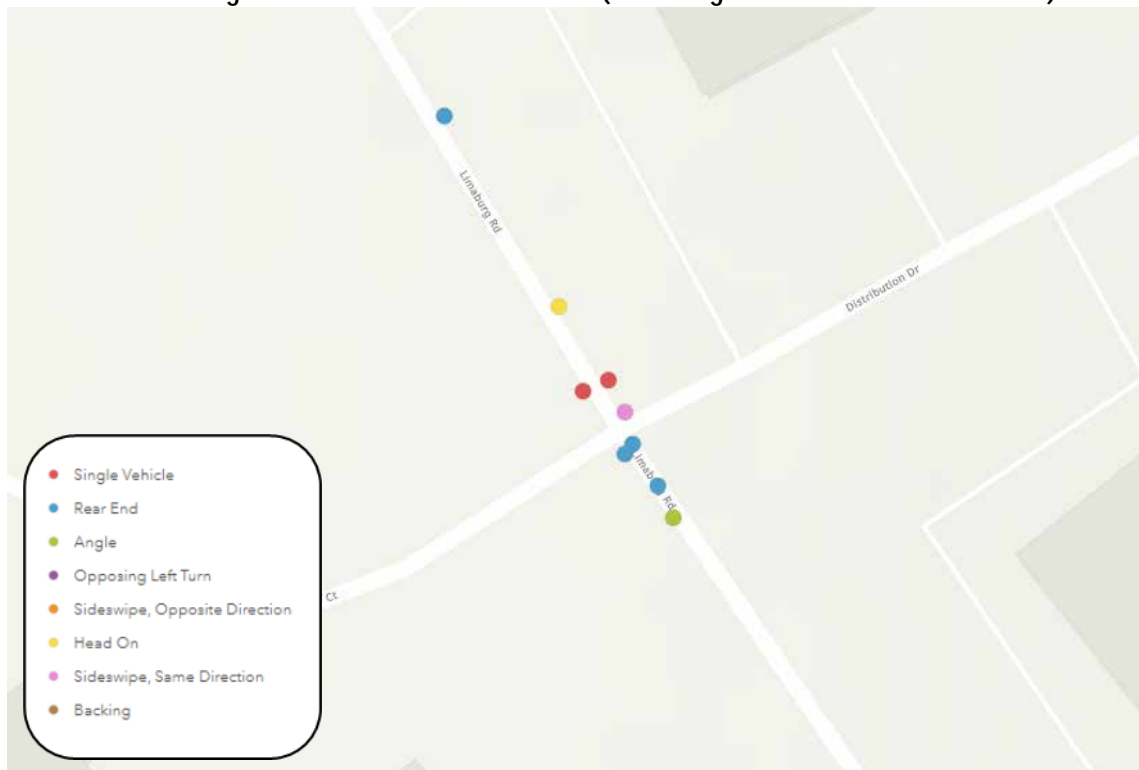 Limaburg Rd
Distribution Dr
Rd
Ct
Single Vehicle
Rear End
Angle
Opposing Left Turn
Sideswipe, Opposite Direction
Head On
Sideswipe, Same Direction
Backing